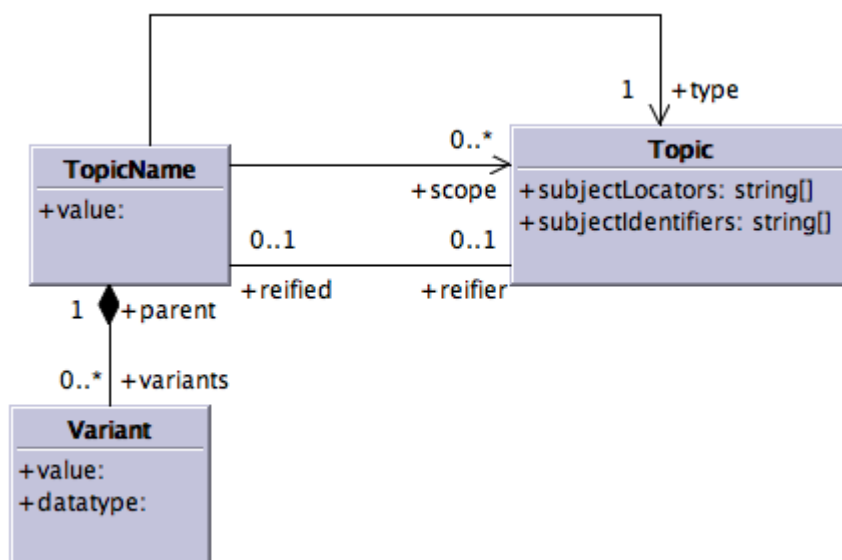 1 +type
TopicName
+value:
0..*
+scope
Topic
+subjectLocators: string[]
+subjectIdentifiers: string[]
0..1
+reified
0..1
+reifier
1 +parent
0..* +variants
Variant
+value:
+datatype: